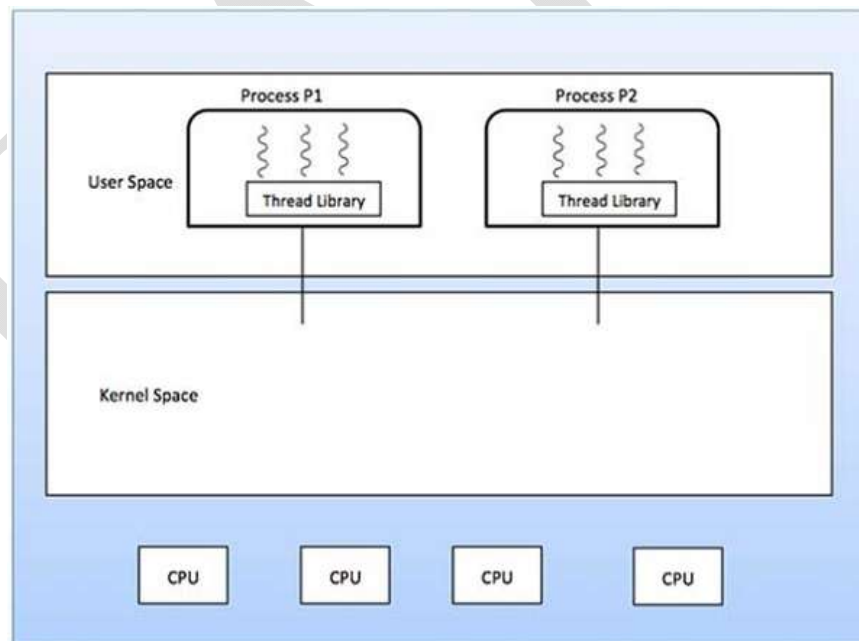 Process P1
Process P2
User Space
Thread Library
Thread Library
Kernel Space
CPU
CPU
CPU
CPU